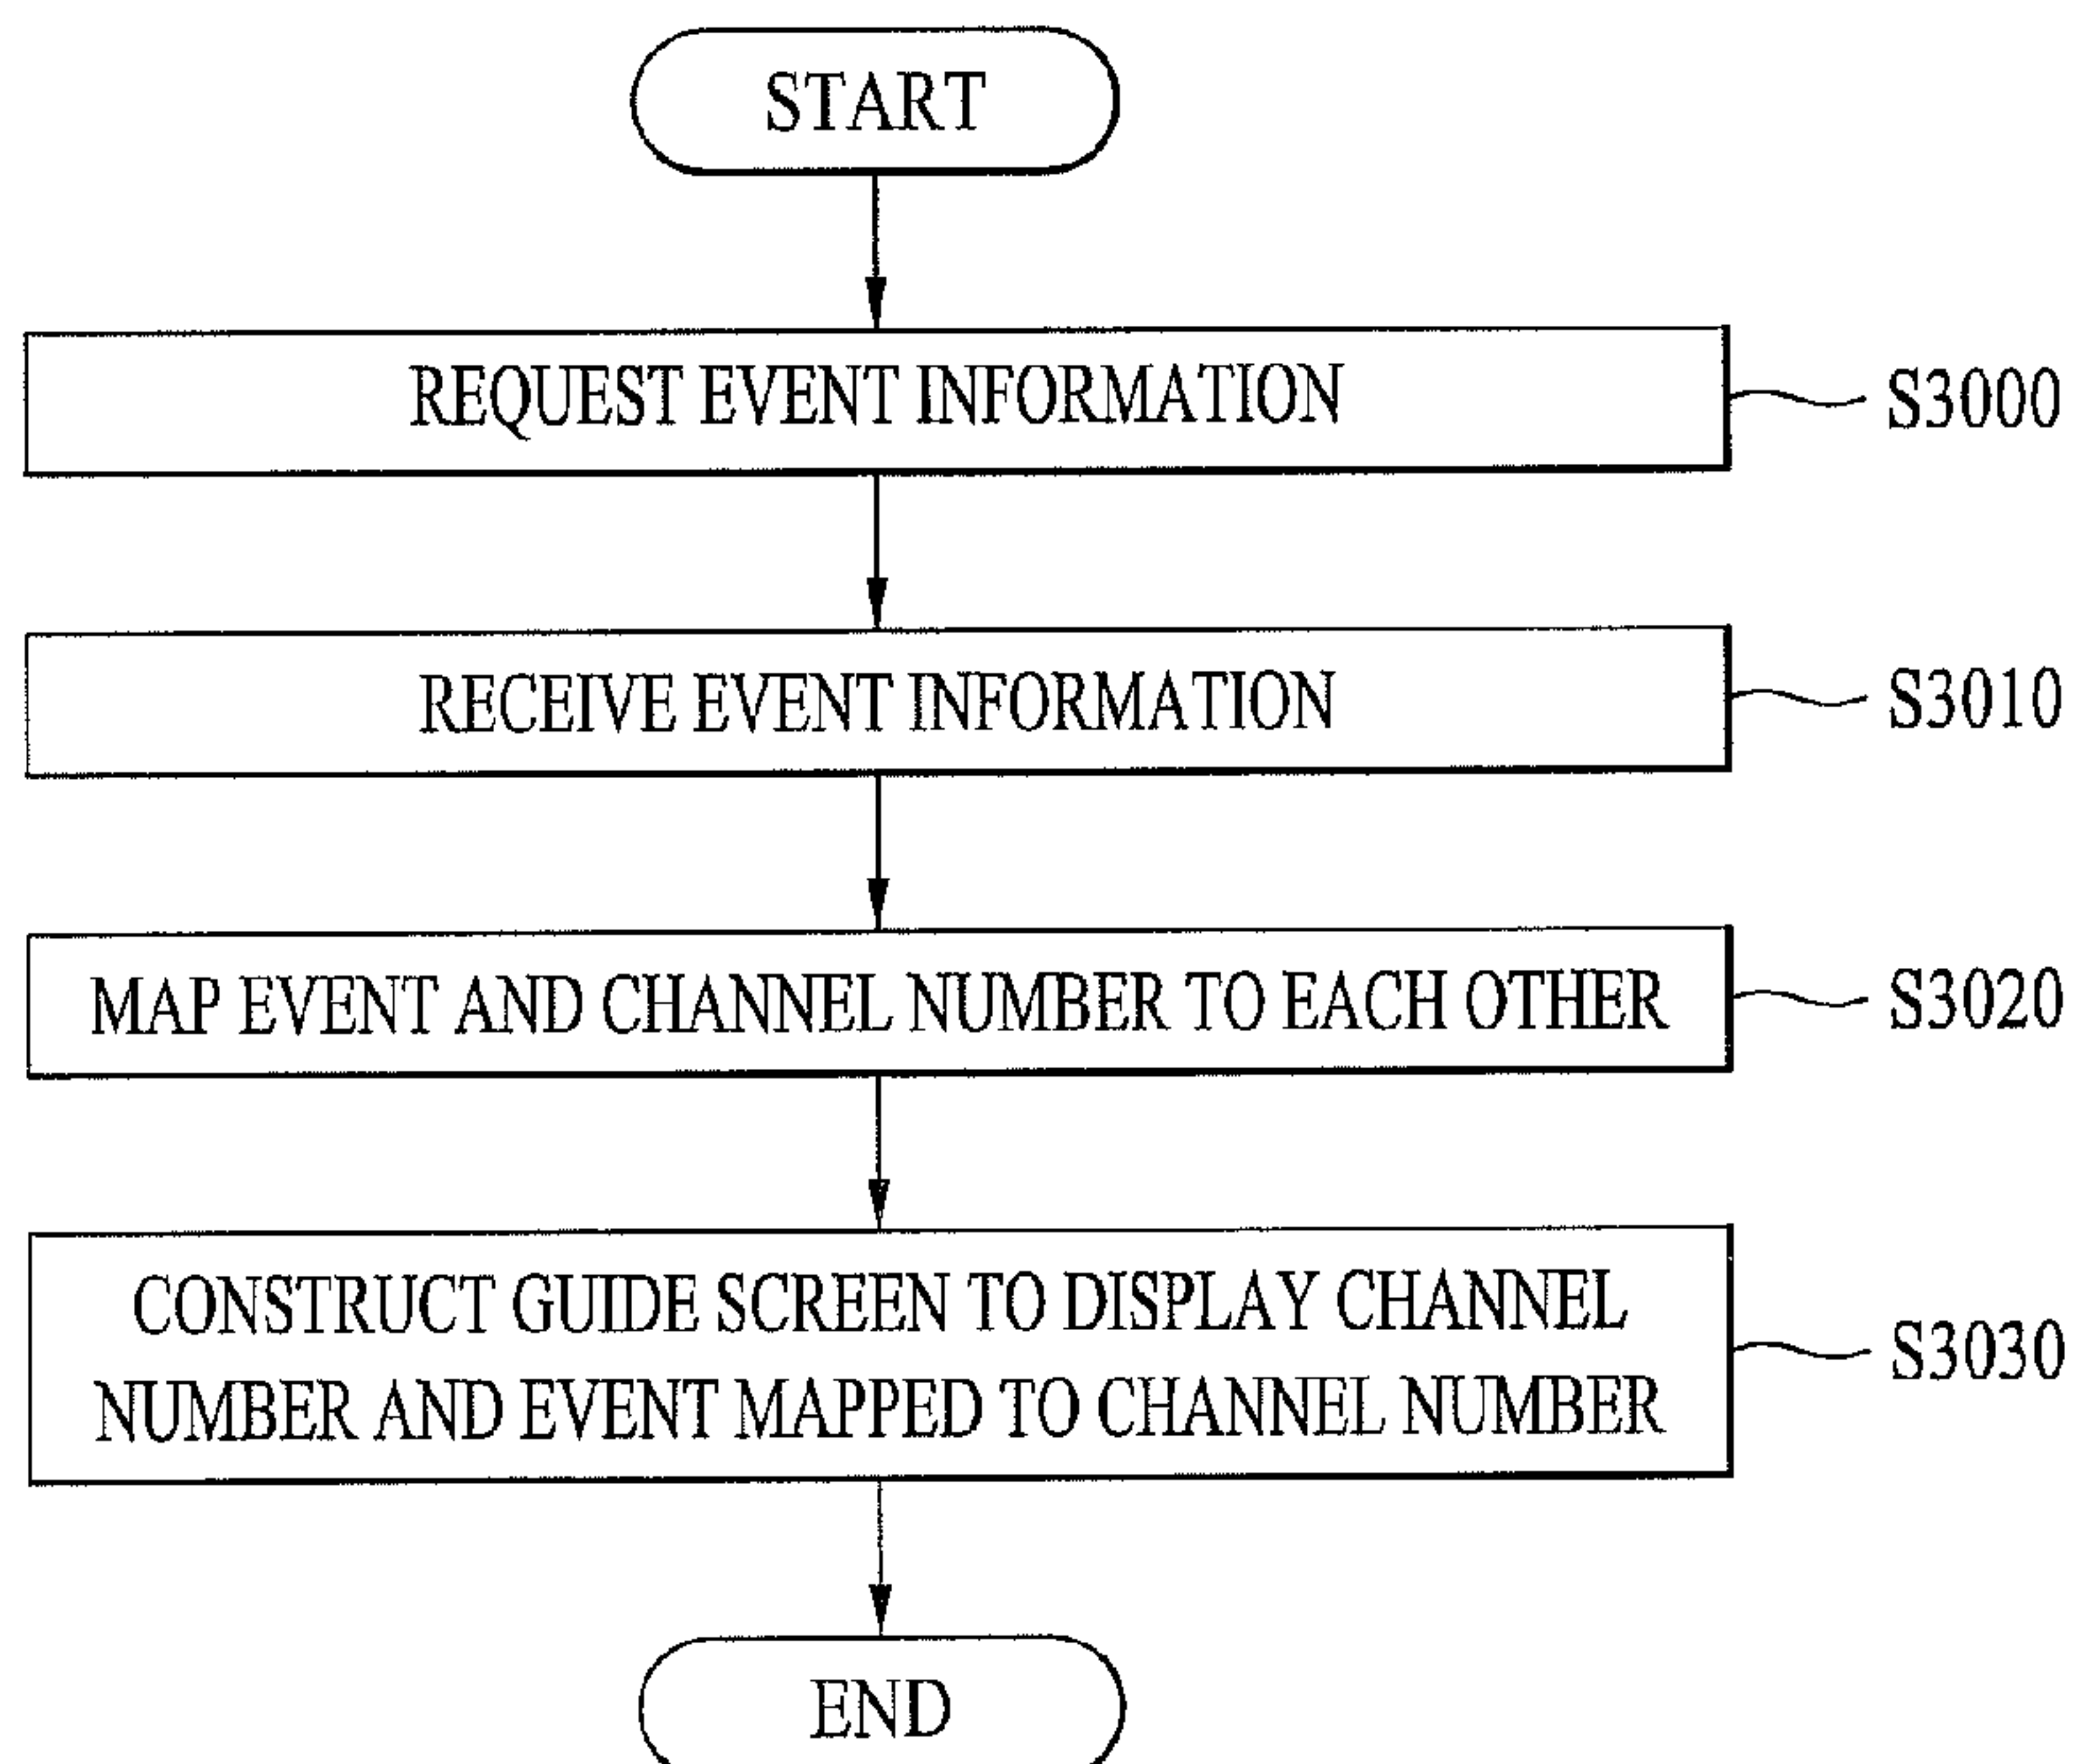 START
REQUEST EVENT INFORMATION
S3000
RECEIVE EVENT INFORMATION
S3010
MAP EVENT AND CHANNEL NUMBER TO EACH OTHER
S3020
CONSTRUCT GUIDE SCREEN TO DISPLAY CHANNEL
NUMBER AND EVENT MAPPED TO CHANNEL NUMBER
S3030
END